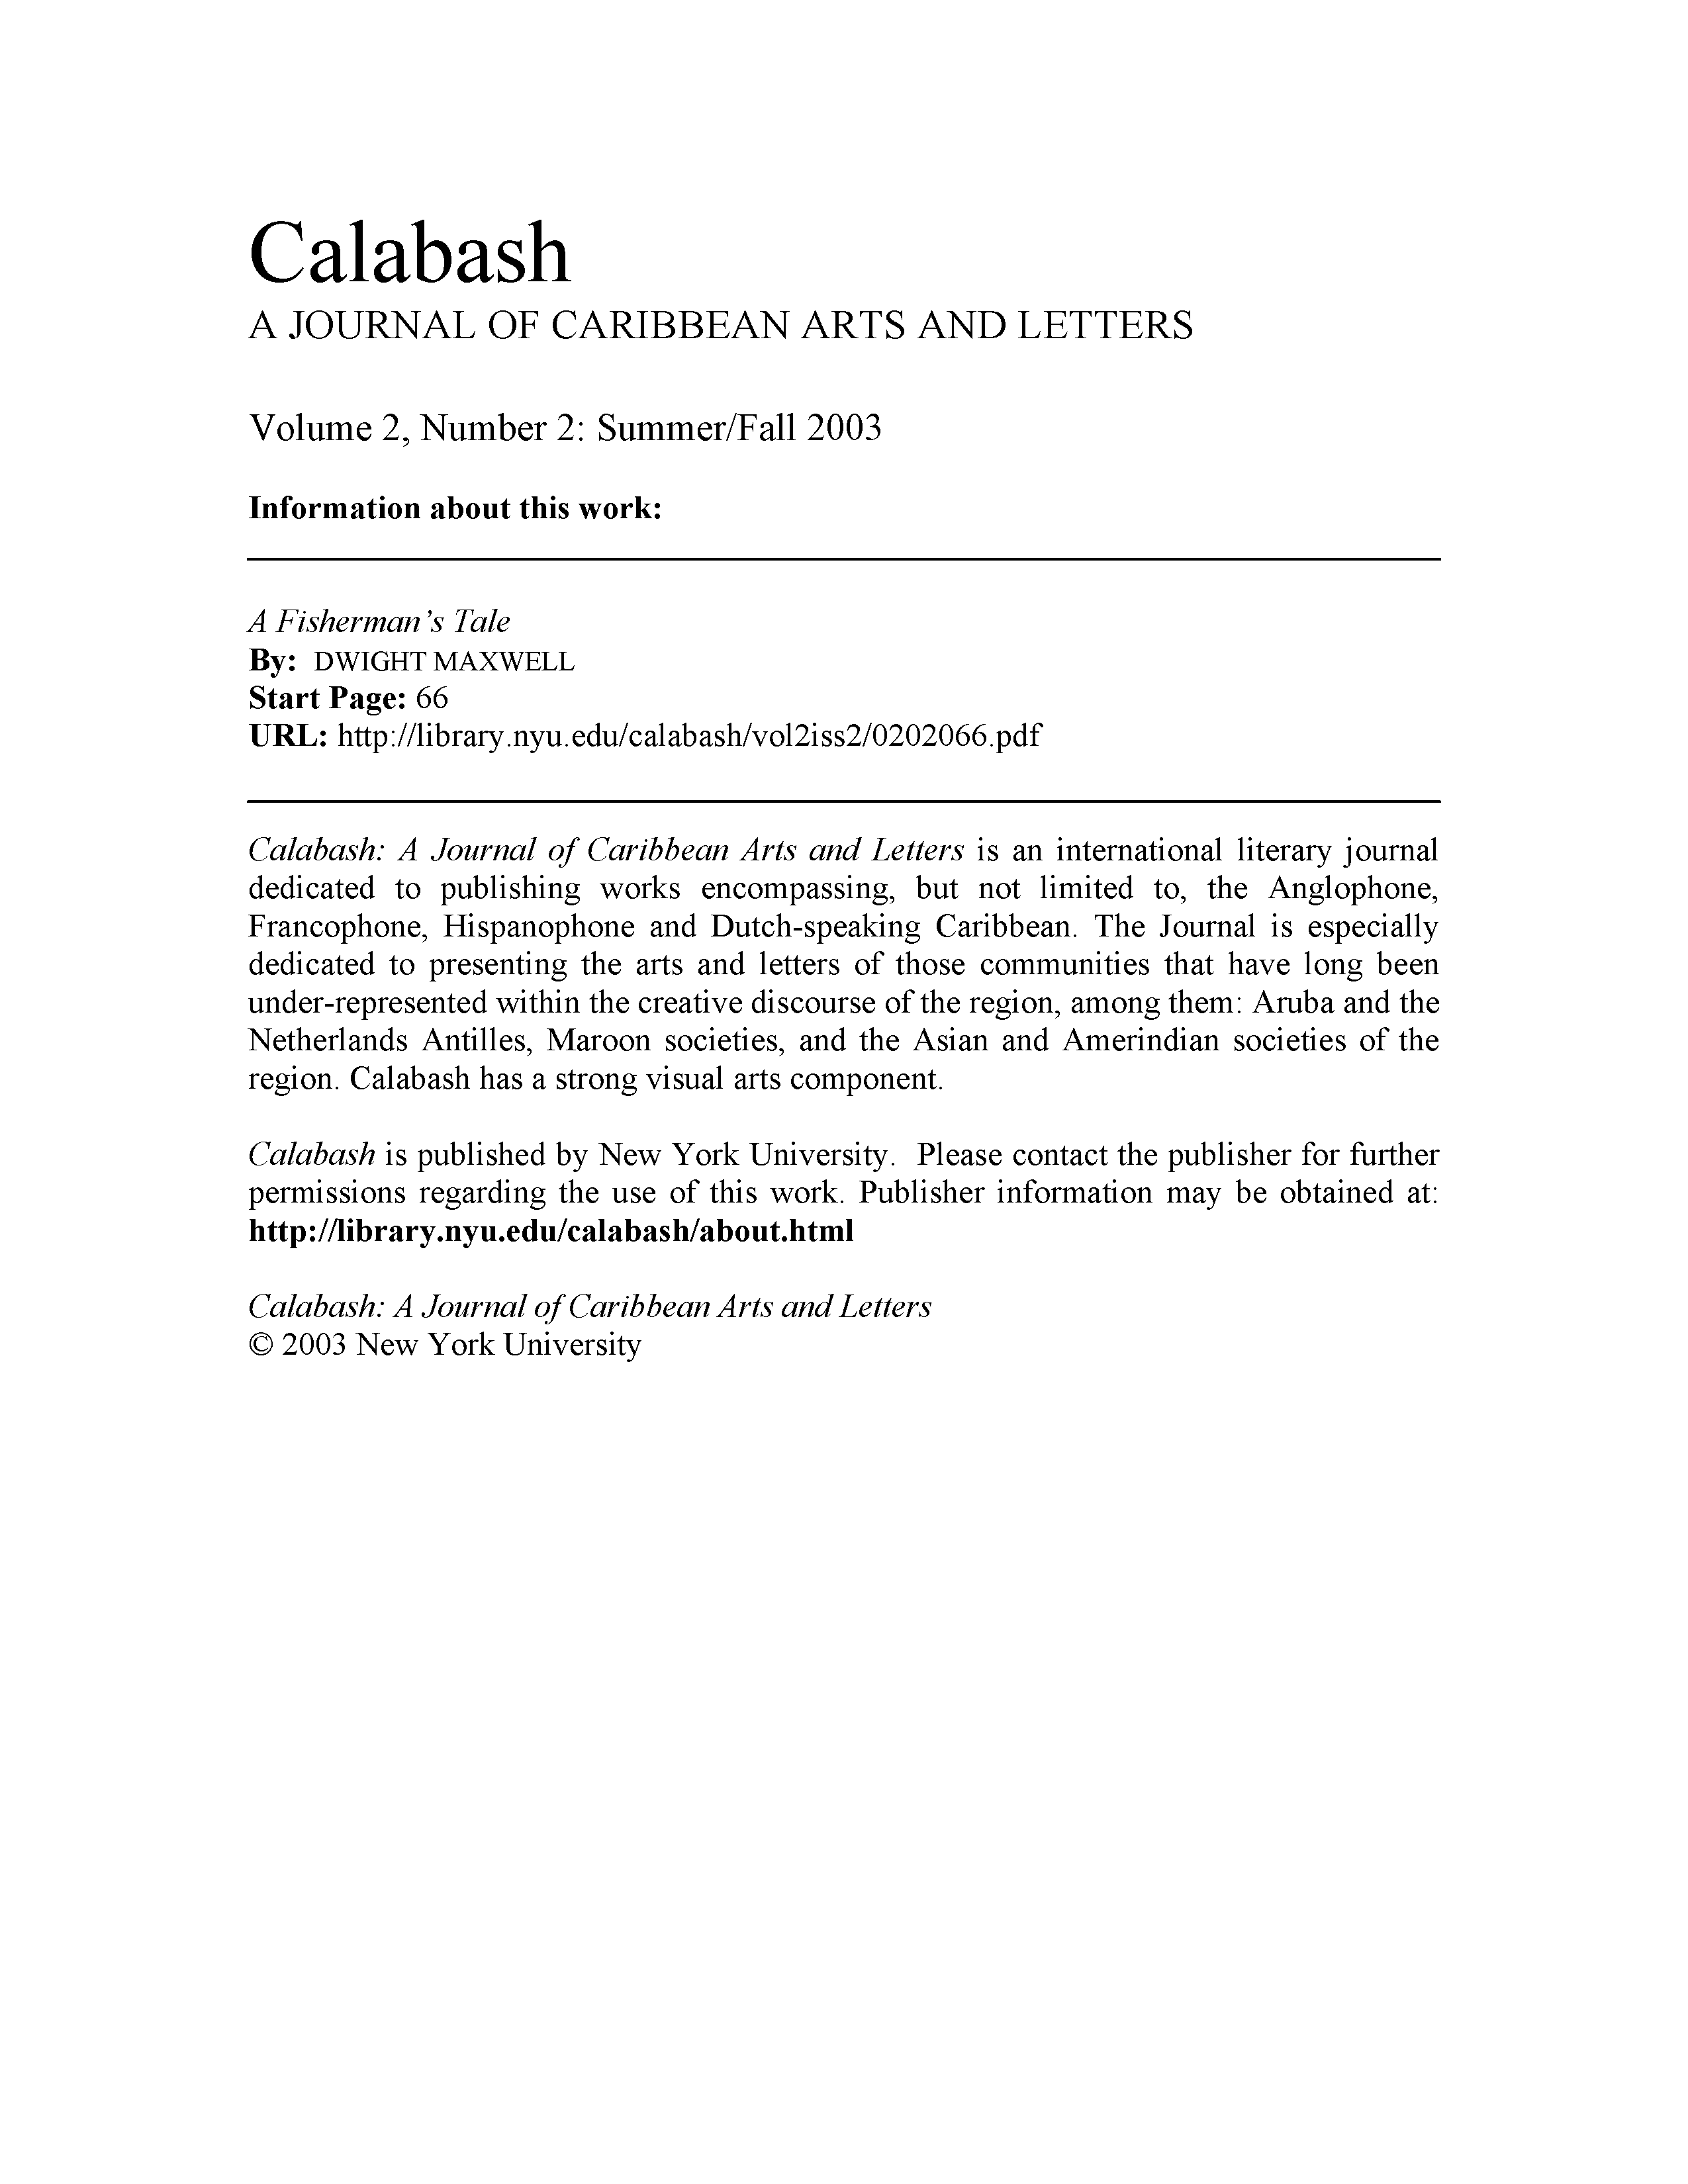 Calabash
A JOURNAL OF CARIBBEAN ARTS AND LETTERS
Volume 2, Number 2: Summer/Fall 2003
Information about this work:
A Fisherman's Tale
By: DWIGHT MAXWELL
Start Page: 66
URL: http://library.nyu.edu/calabash/vol2iss2/0202066.pdf
Calabash: A Journal of Caribbean Arts and Letters is an international literary journal
dedicated to publishing works encompassing, but not limited to, the Anglophone,
Francophone, Hispanophone and Dutch-speaking Caribbean. The Journal is especially
dedicated to presenting the arts and letters of those communities that have long been
under-represented within the creative discourse of the region, among them: Aruba and the
Netherlands Antilles, Maroon societies, and the Asian and Amerindian societies of the
region. Calabash has a strong visual arts component.
Calabash is published by New York University. Please contact the publisher for further
permissions regarding the use of this work. Publisher information may be obtained at:
http://library.nyu.edu/calabash/about.html
Calabash: A Journal of Caribbean Arts and Letters
© 2003 New York University